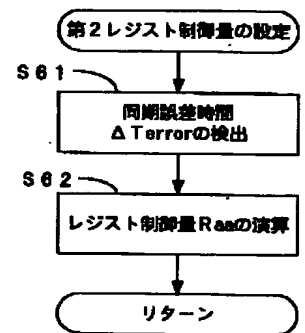 第2レジスト制御量の設定
S61
同期誤差時間
ΔTerrorの検出
S62
レジスト制御量Raaの演算
リターン